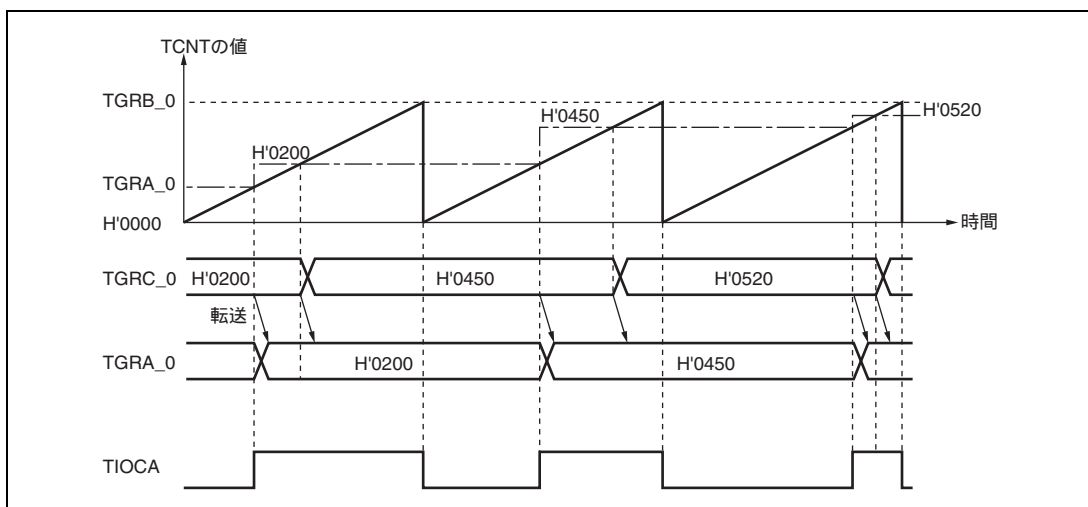 TCNTの値
TGRB_0
H'0520
H'0450
H'0200
TGRA_0
H'0000
時間
TGRC_0
H'0200
H'0450
H'0520
転送
TGRA_0
H'0200
H'0450
TIOCA